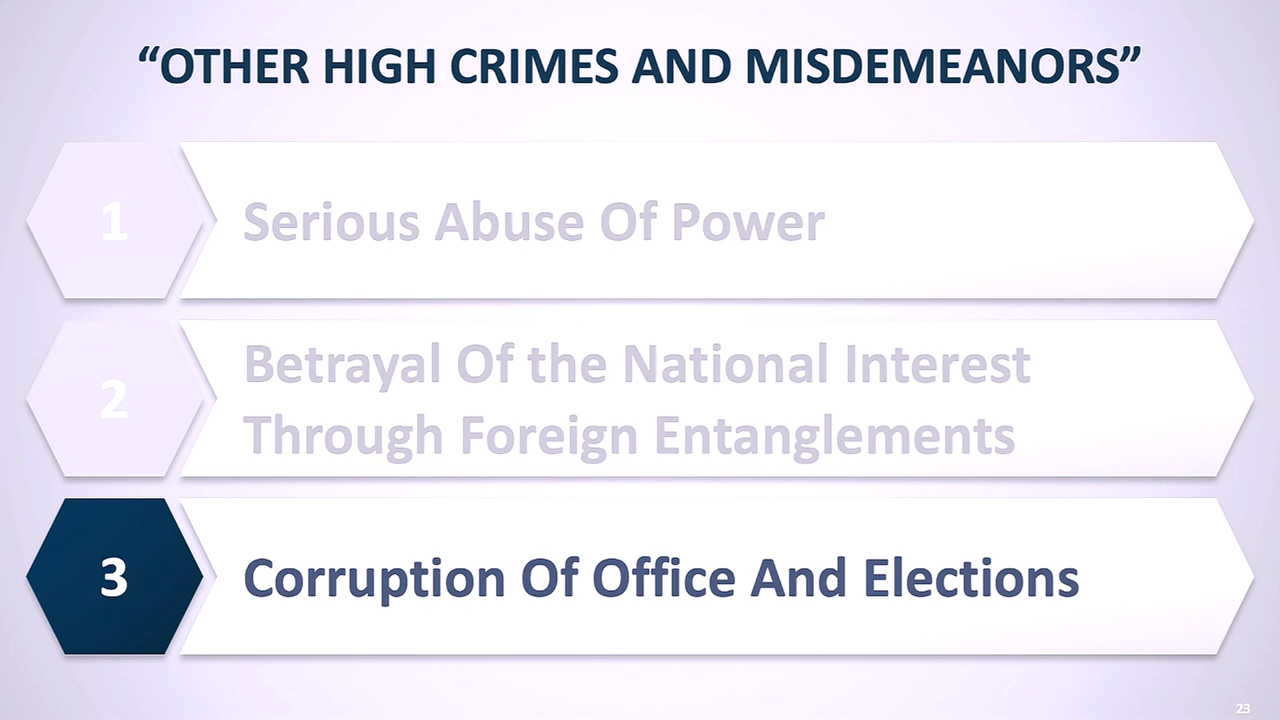 “OTHER HIGH CRIMES AND MISDEMEANORS”
1
Serious Abuse Of Power
2
Betrayal Of the National Interest
Through Foreign Entanglements
3
Corruption Of Office And Elections
23